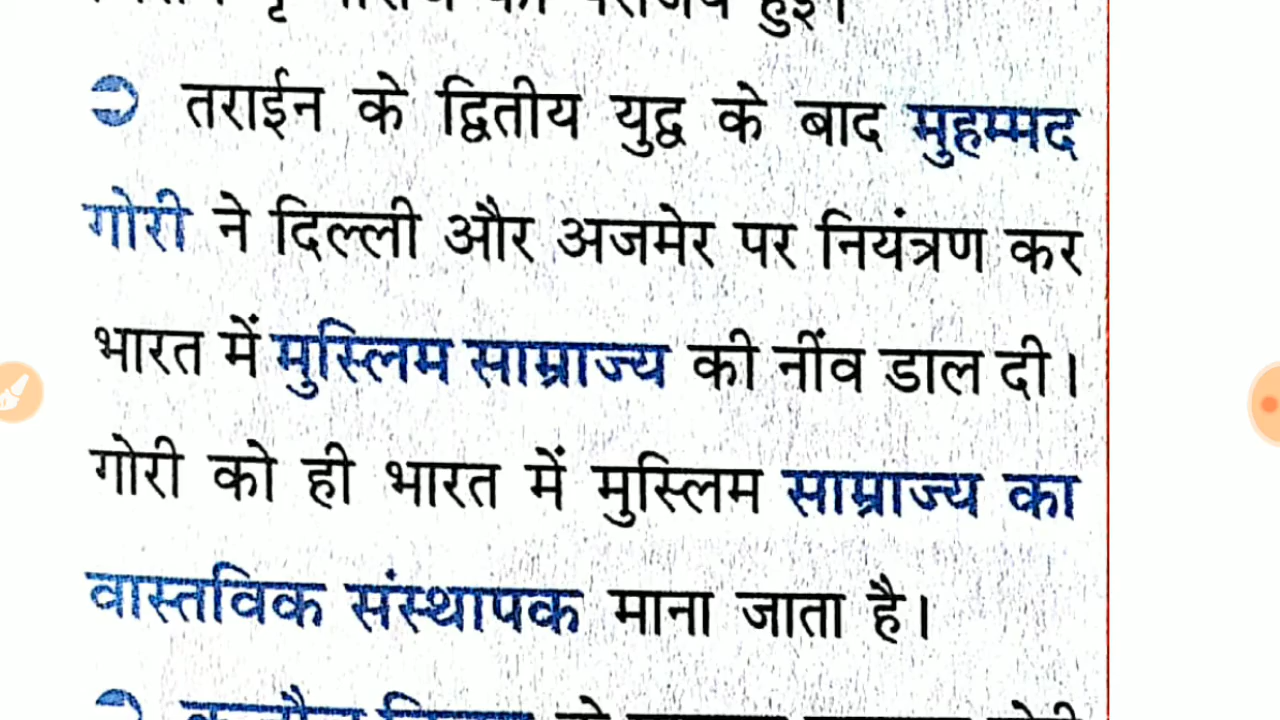 हुई।
तराईन के द्वितीय युद्ध के बाद मुहम्मद
गोरी ने दिल्ली और अजमेर पर नियंत्रण कर
भारत में मुस्लिम साम्राज्य की नींव डाल दी।
गोरी को ही भारत में मुस्लिम साम्राज्य का
वास्तविक संस्थापक माना जाता है।